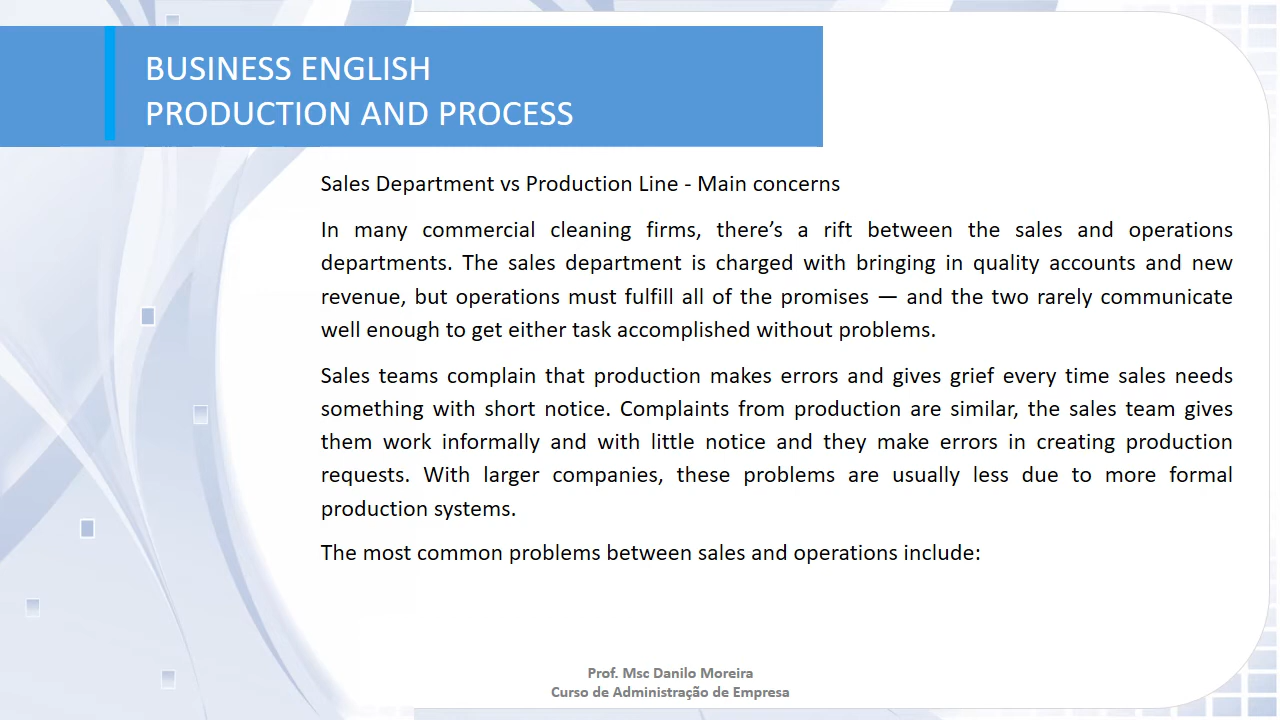 BUSINESS ENGLISH
PRODUCTION AND PROCESS
Sales Department vs Production Line - Main concerns
In many commercial cleaning firms, there’s a rift between the sales and operations
departments. The sales department is charged with bringing in quality accounts and new
revenue, but operations must fulfill all of the promises — and the two rarely communicate
well enough to get either task accomplished without problems.
Sales teams complain that production makes errors and gives grief every time sales needs
something with short notice. Complaints from production are similar, the sales team gives
them work informally and with little notice and they make errors in creating production
requests. With larger companies, these problems are usually less due to more formal
production systems.
The most common problems between sales and operations include:
Prof. Msc Danilo Moreira
Curso de Administração de Empresa